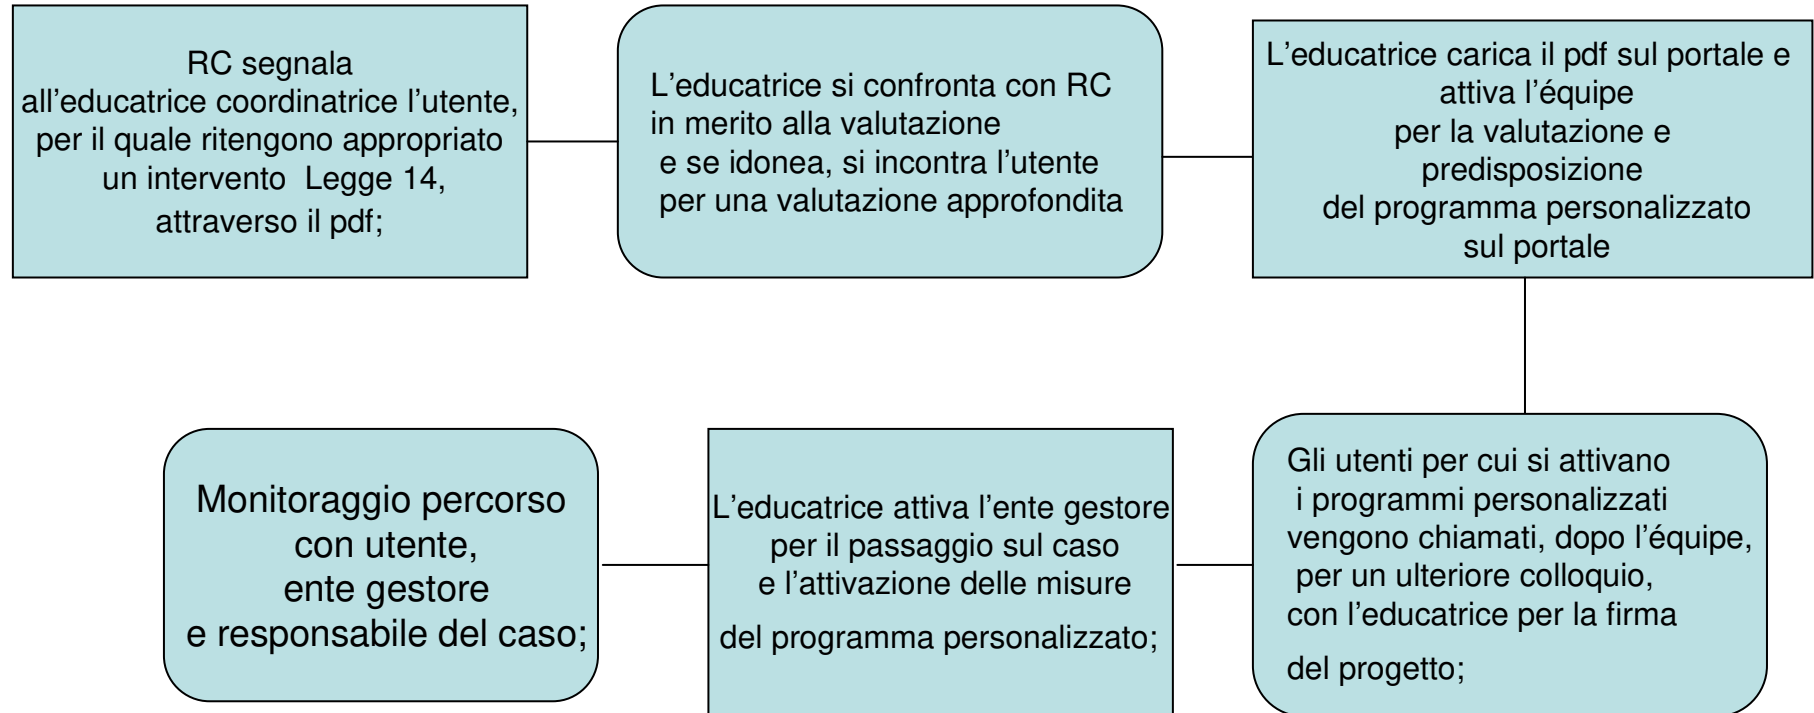 RC segnala
all'educatrice coordinatrice l'utente,
per il quale ritengono appropriato
un intervento Legge 14,
attraverso il pdf;
L'educatrice si confronta con RC
in merito alla valutazione
e se idonea, si incontra l'utente
per una valutazione approfondita
L'educatrice carica il pdf sul portale e
attiva l'équipe
per la valutazione e
predisposizione
del programma personalizzato
sul portale
Gli utenti per cui si attivano
i programmi personalizzati
vengono chiamati, dopo l'équipe,
per un ulteriore colloquio,
con l'educatrice per la firma
del progetto;
L'educatrice attiva l'ente gestore
per il passaggio sul caso
e l'attivazione delle misure
del programma personalizzato;
Monitoraggio percorso
con utente,
ente gestore
e responsabile del caso;